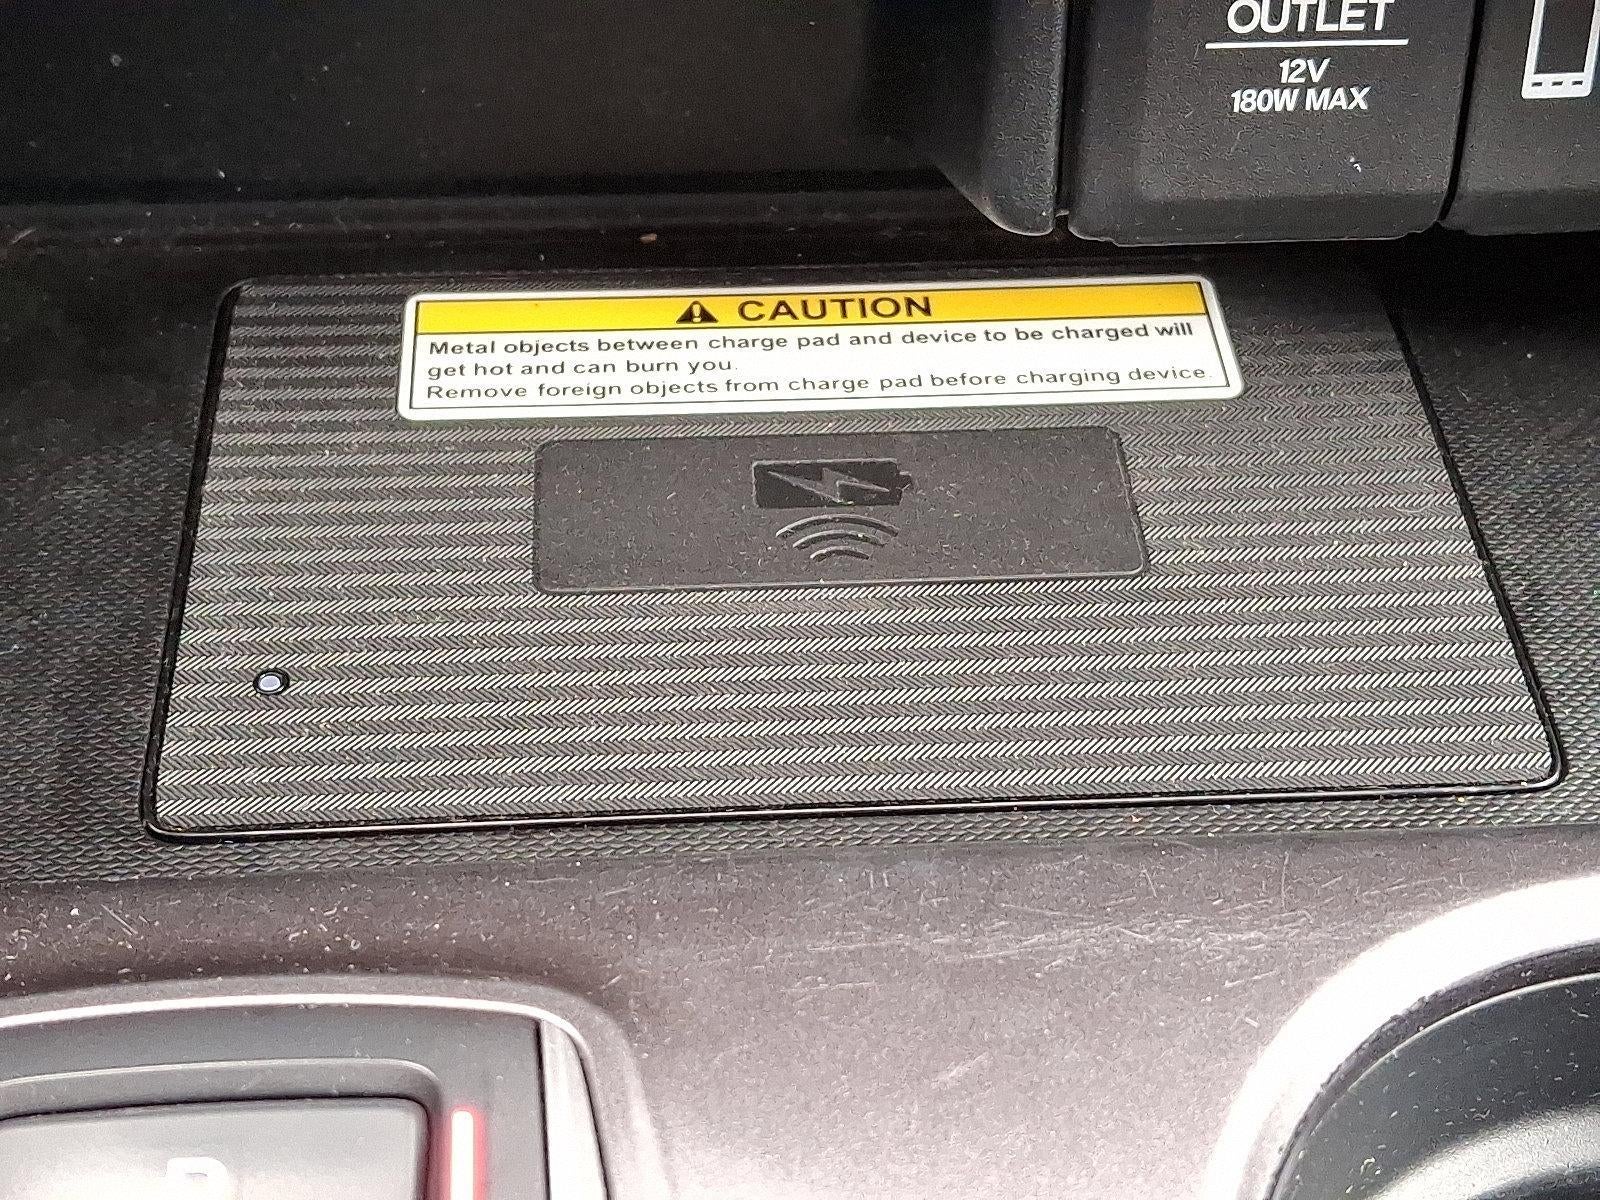 OUTLET
12V
180W MAX
CAUTION
Metal objects between charge pad and device to be charged will
get hot and can burn you.
Remove foreign objects from charge pad before charging device.